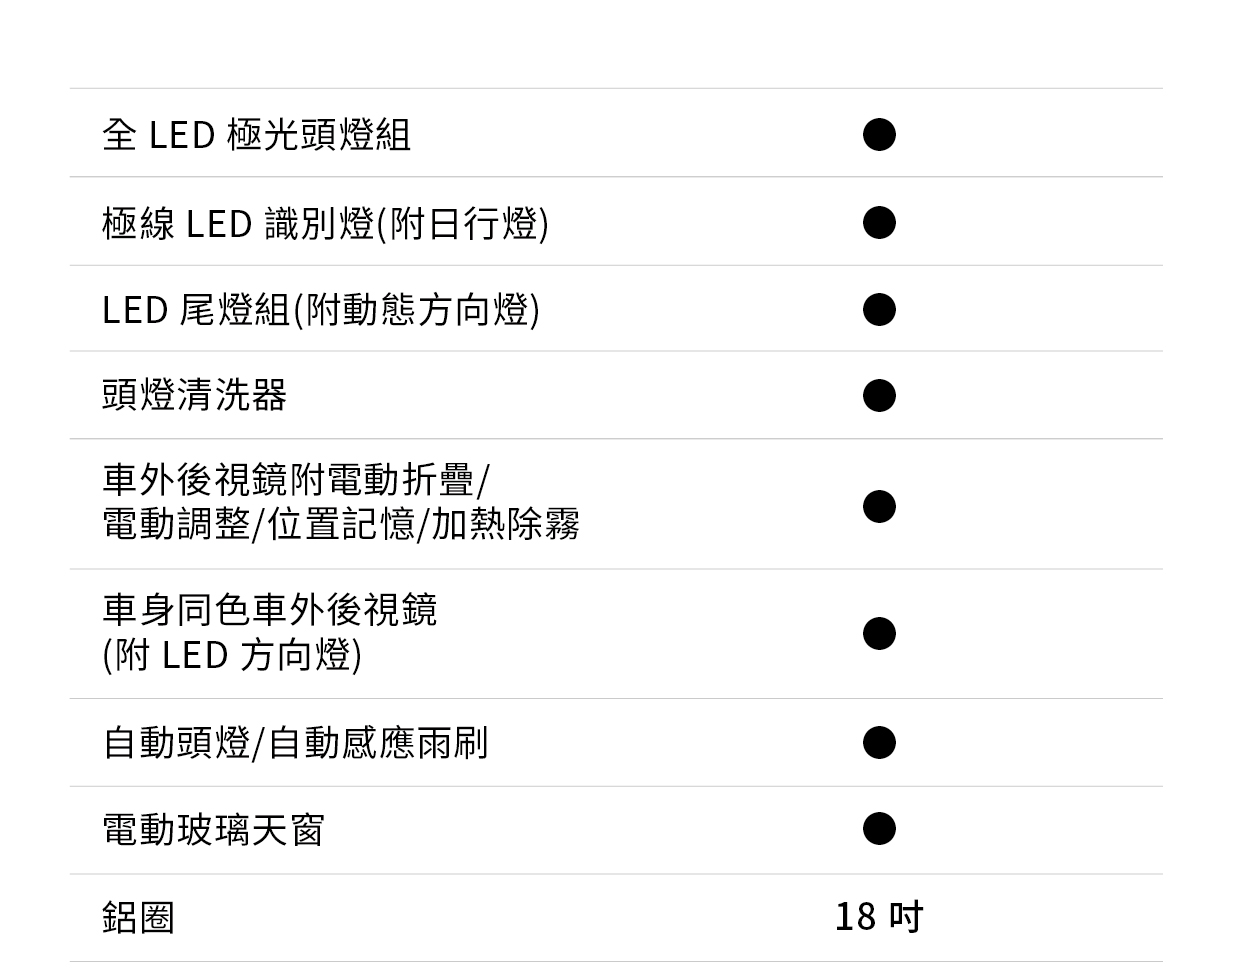 全 LED 極光頭燈組 ●
極線 LED 識別燈(附日行燈) ●
LED 尾燈組(附動態方向燈) ●
頭燈清洗器 ●
車外後視鏡附電動折疊/
電動調整/位置記憶/加熱除霧 ●
車身同色車外後視鏡
(附 LED 方向燈) ●
自動頭燈/自動感應雨刷 ●
電動玻璃天窗 ●
鋁圈 18 吋